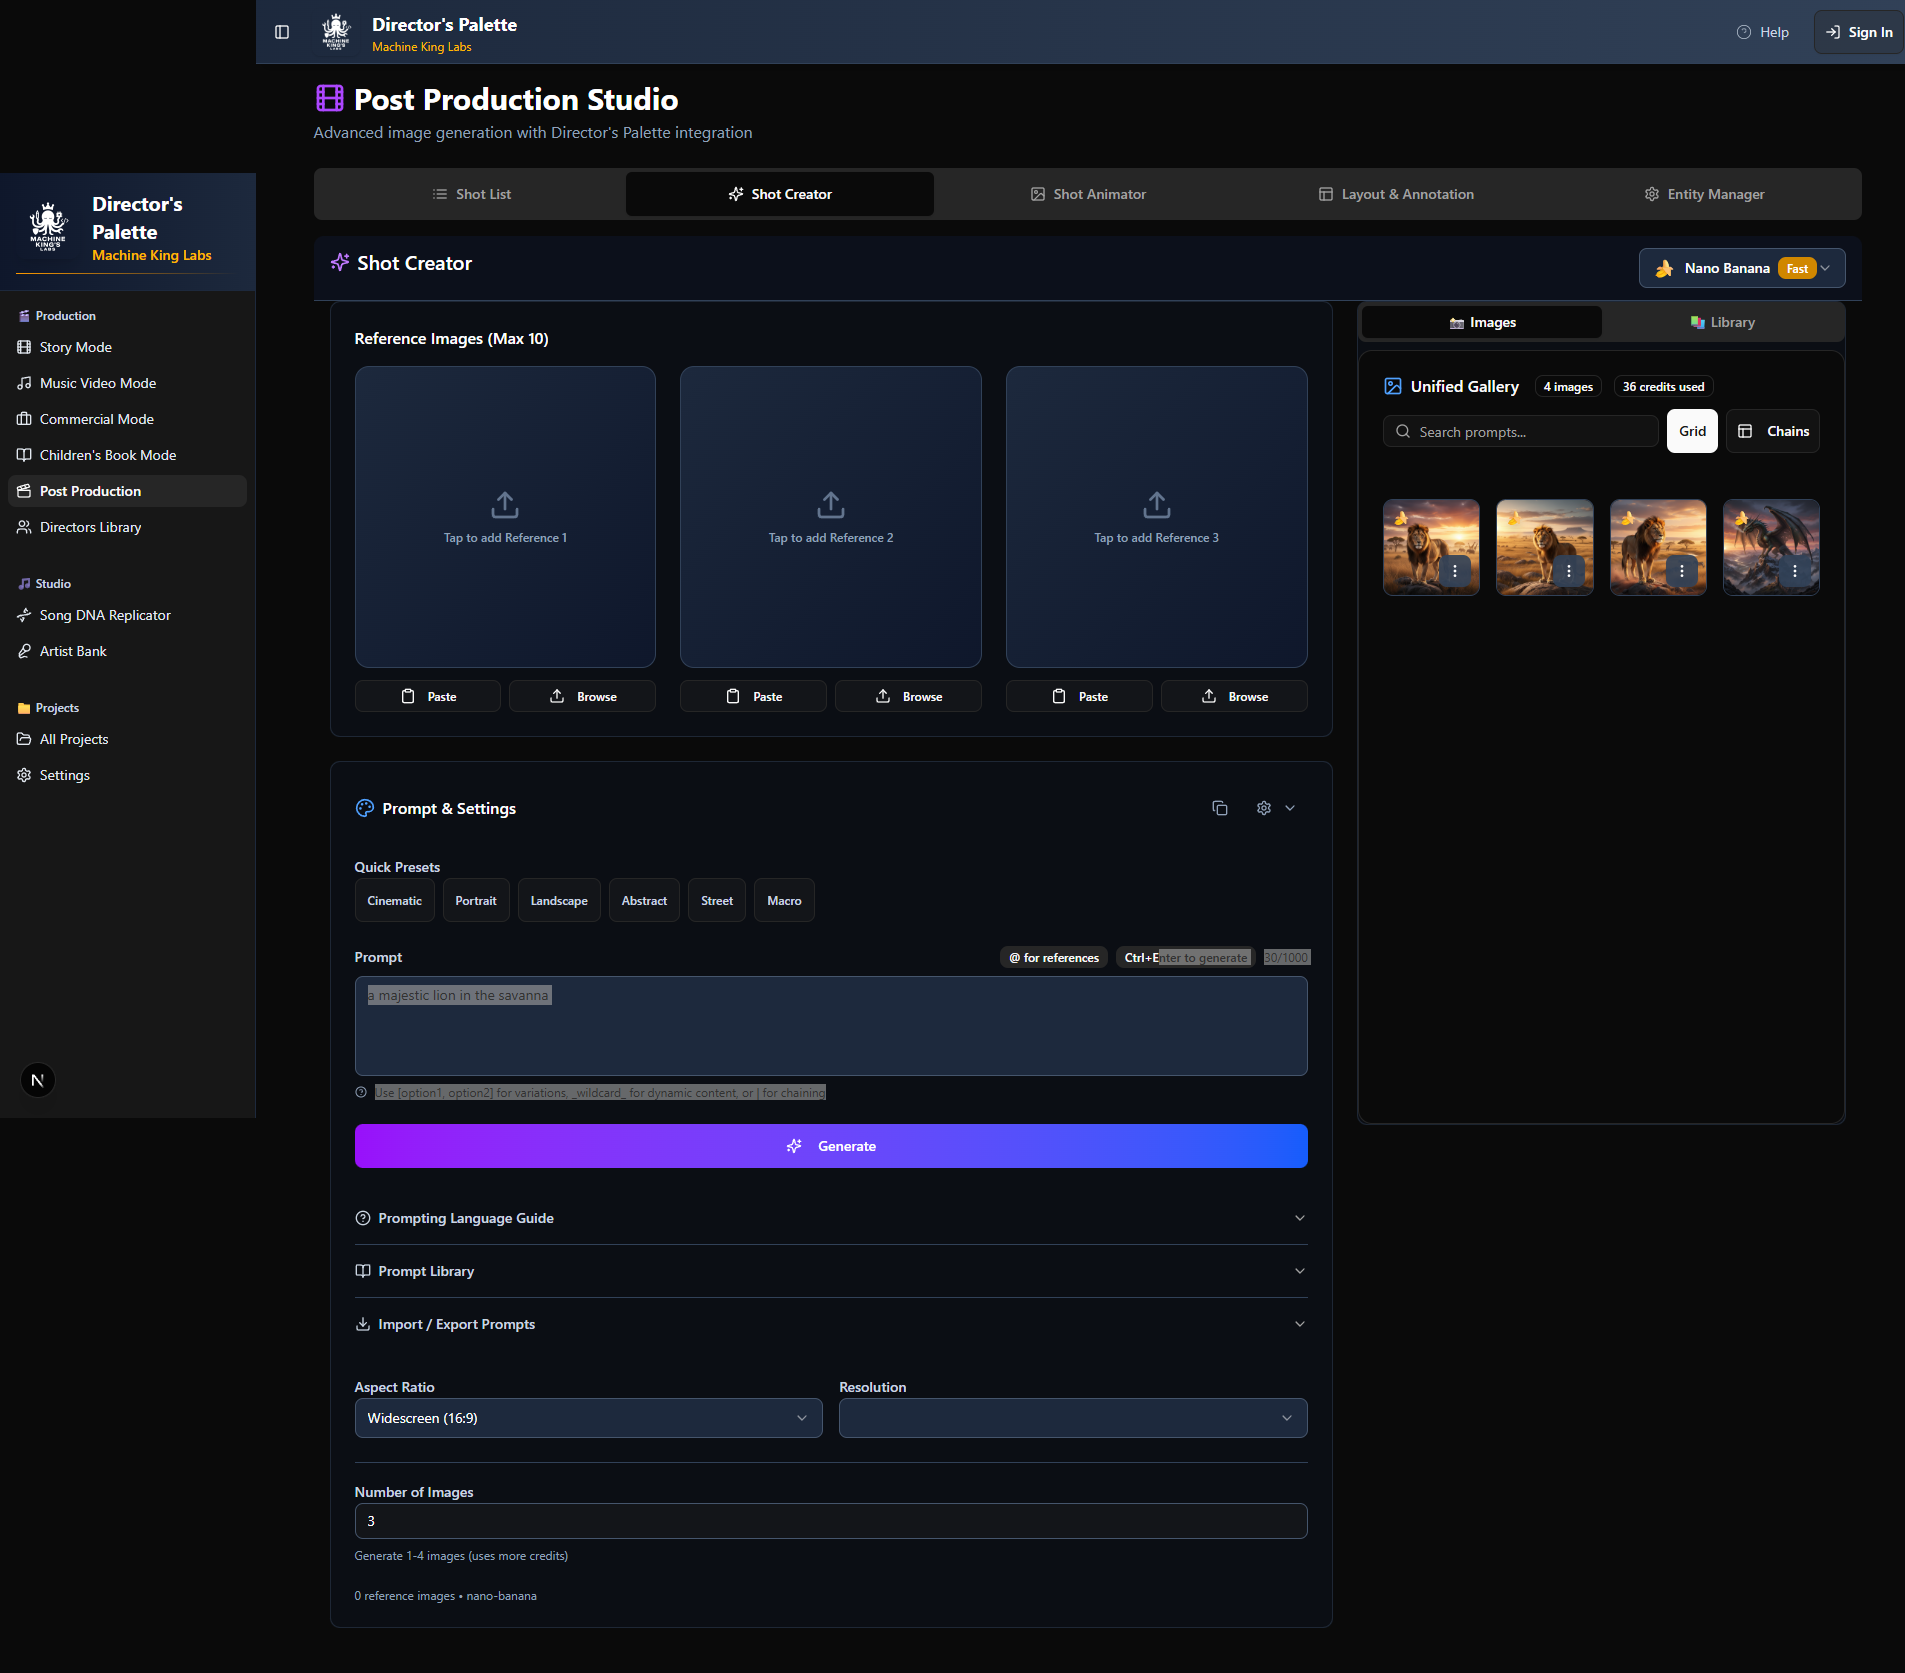 Director's Palette
Machine King Labs
Help
Sign In
Post Production Studio
Advanced image generation with Director's Palette integration
Shot List
Shot Creator
Shot Animator
Layout & Annotation
Entity Manager
MACHINE
KING'S
LABS
Director's
Palette
Machine King Labs
Production
Story Mode
Music Video Mode
Commercial Mode
Children's Book Mode
Post Production
Directors Library
Studio
Song DNA Replicator
Artist Bank
Projects
All Projects
Settings
N
Shot Creator
Nano Banana Fast
Reference Images (Max 10)
Tap to add Reference 1
Tap to add Reference 2
Tap to add Reference 3
Paste
Browse
Paste
Browse
Paste
Browse
Prompt & Settings
Quick Presets
Cinematic
Portrait
Landscape
Abstract
Street
Macro
Prompt
@ for references
Ctrl+Enter to generate
30/1000
a majestic lion in the savanna
Use [option1, option2] for variations, _wildcard_ for dynamic content, or | for chaining
Generate
Prompting Language Guide
Prompt Library
Import / Export Prompts
Aspect Ratio
Widescreen (16:9)
Resolution
Number of Images
3
Generate 1-4 images (uses more credits)
0 reference images • nano-banana
Images
Library
Unified Gallery
4 images
36 credits used
Search prompts...
Grid
Chains